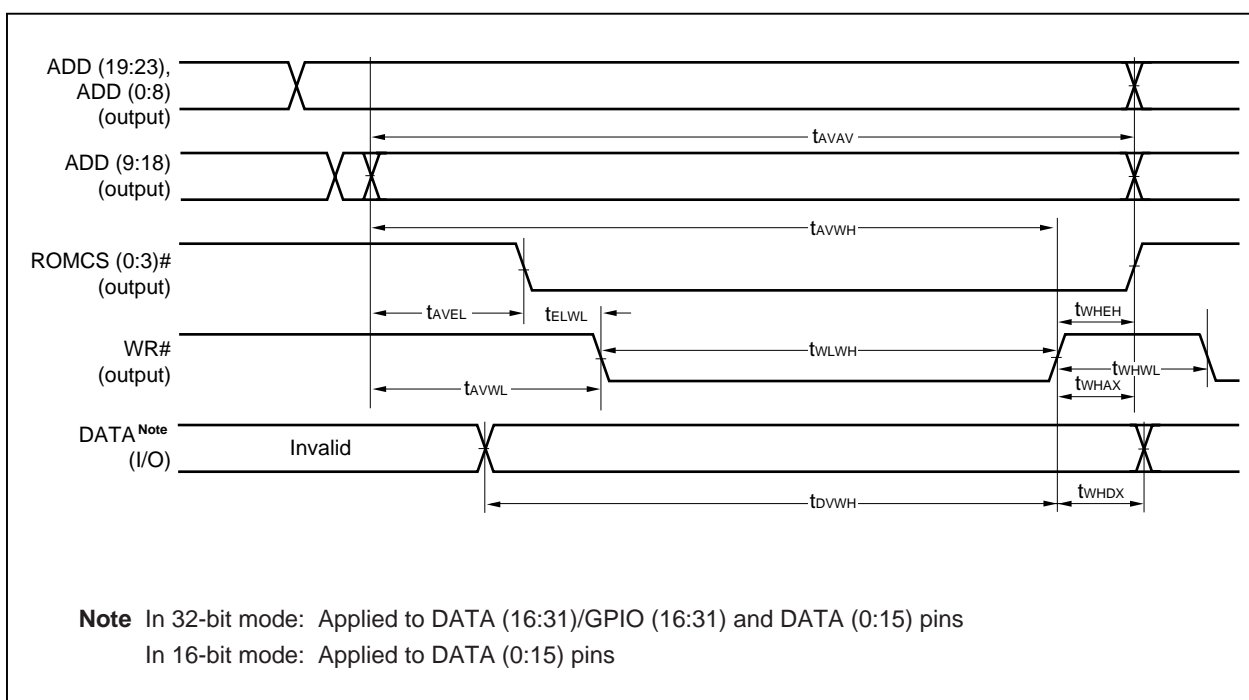 ADD (19:23),
ADD (0:8)
(output)
tAVAV
ADD (9:18)
(output)
tAVWH
ROMCS (0:3)#
(output)
tAVEL
tELWL
tWHEH
WR#
(output)
tWLWH
tWHWL
tAVWL
tWHAX
DATA Note
(I/O)
Invalid
tDVWH
tWHDX
Note In 32-bit mode: Applied to DATA (16:31)/GPIO (16:31) and DATA (0:15) pins
In 16-bit mode: Applied to DATA (0:15) pins